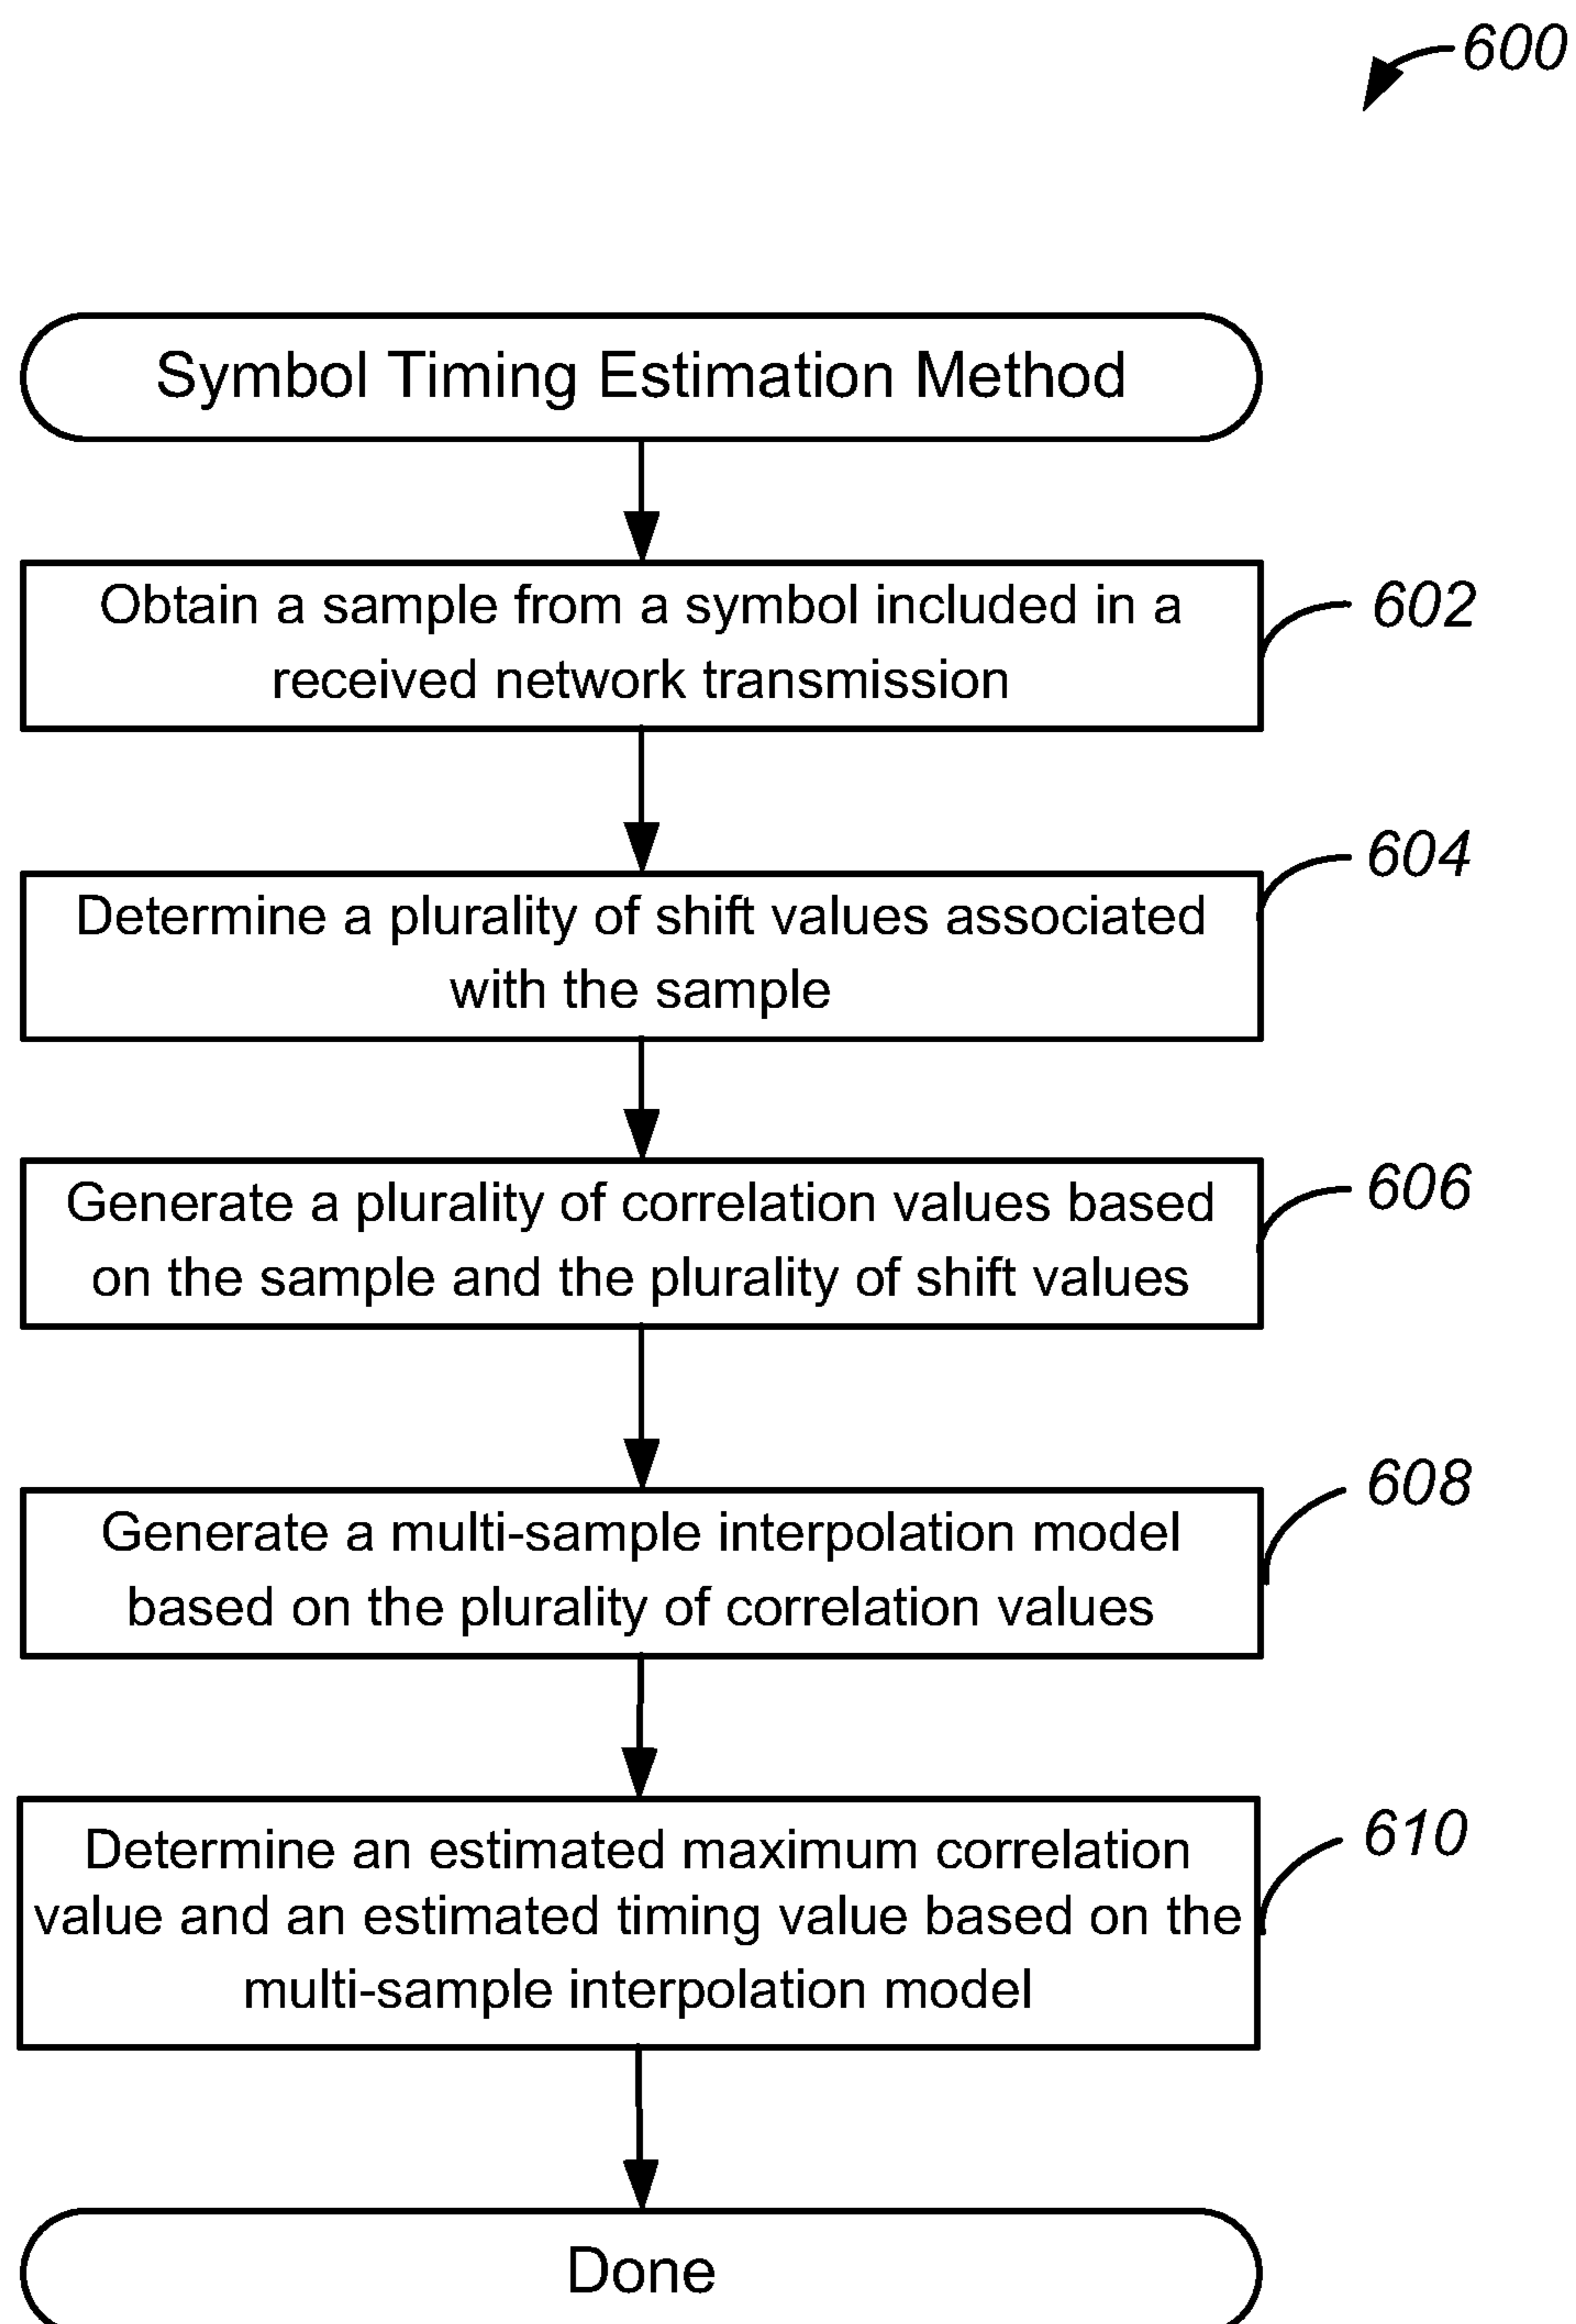 600
Symbol Timing Estimation Method
Obtain a sample from a symbol included in a
received network transmission
602
Determine a plurality of shift values associated
with the sample
604
Generate a plurality of correlation values based
on the sample and the plurality of shift values
606
Generate a multi-sample interpolation model
based on the plurality of correlation values
608
Determine an estimated maximum correlation
value and an estimated timing value based on the
multi-sample interpolation model
610
Done